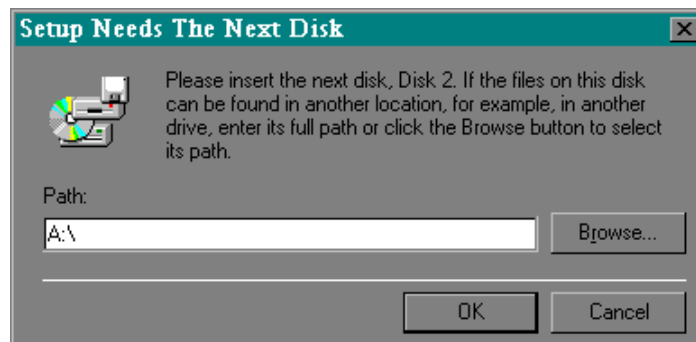 Setup Needs The Next Disk
Please insert the next disk, Disk 2. If the files on this disk
can be found in another location, for example, in another
drive, enter its full path or click the Browse button to select
its path.
Path:
A:\
Browse...
OK
Cancel